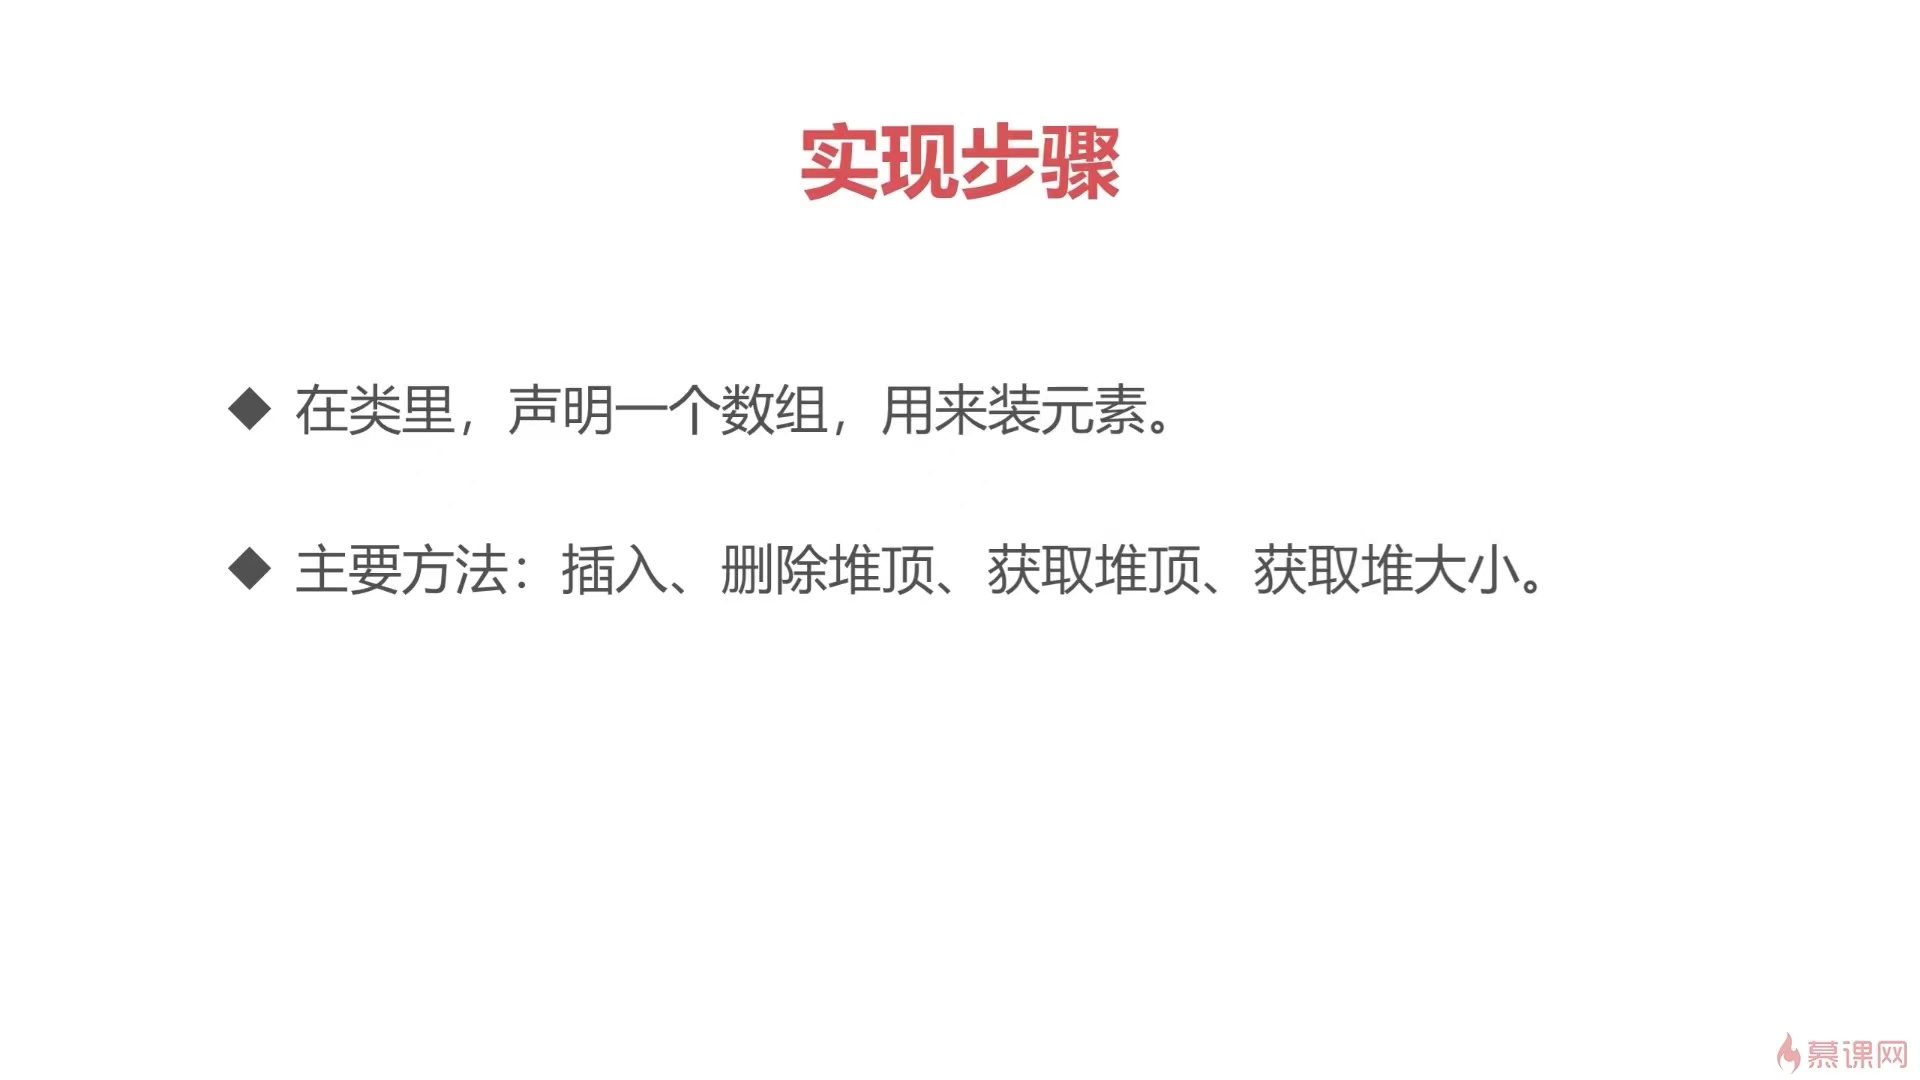 实现步骤
◆ 在类里，声明一个数组，用来装元素。
◆ 主要方法：插入、删除堆顶、获取堆顶、获取堆大小。
慕课网